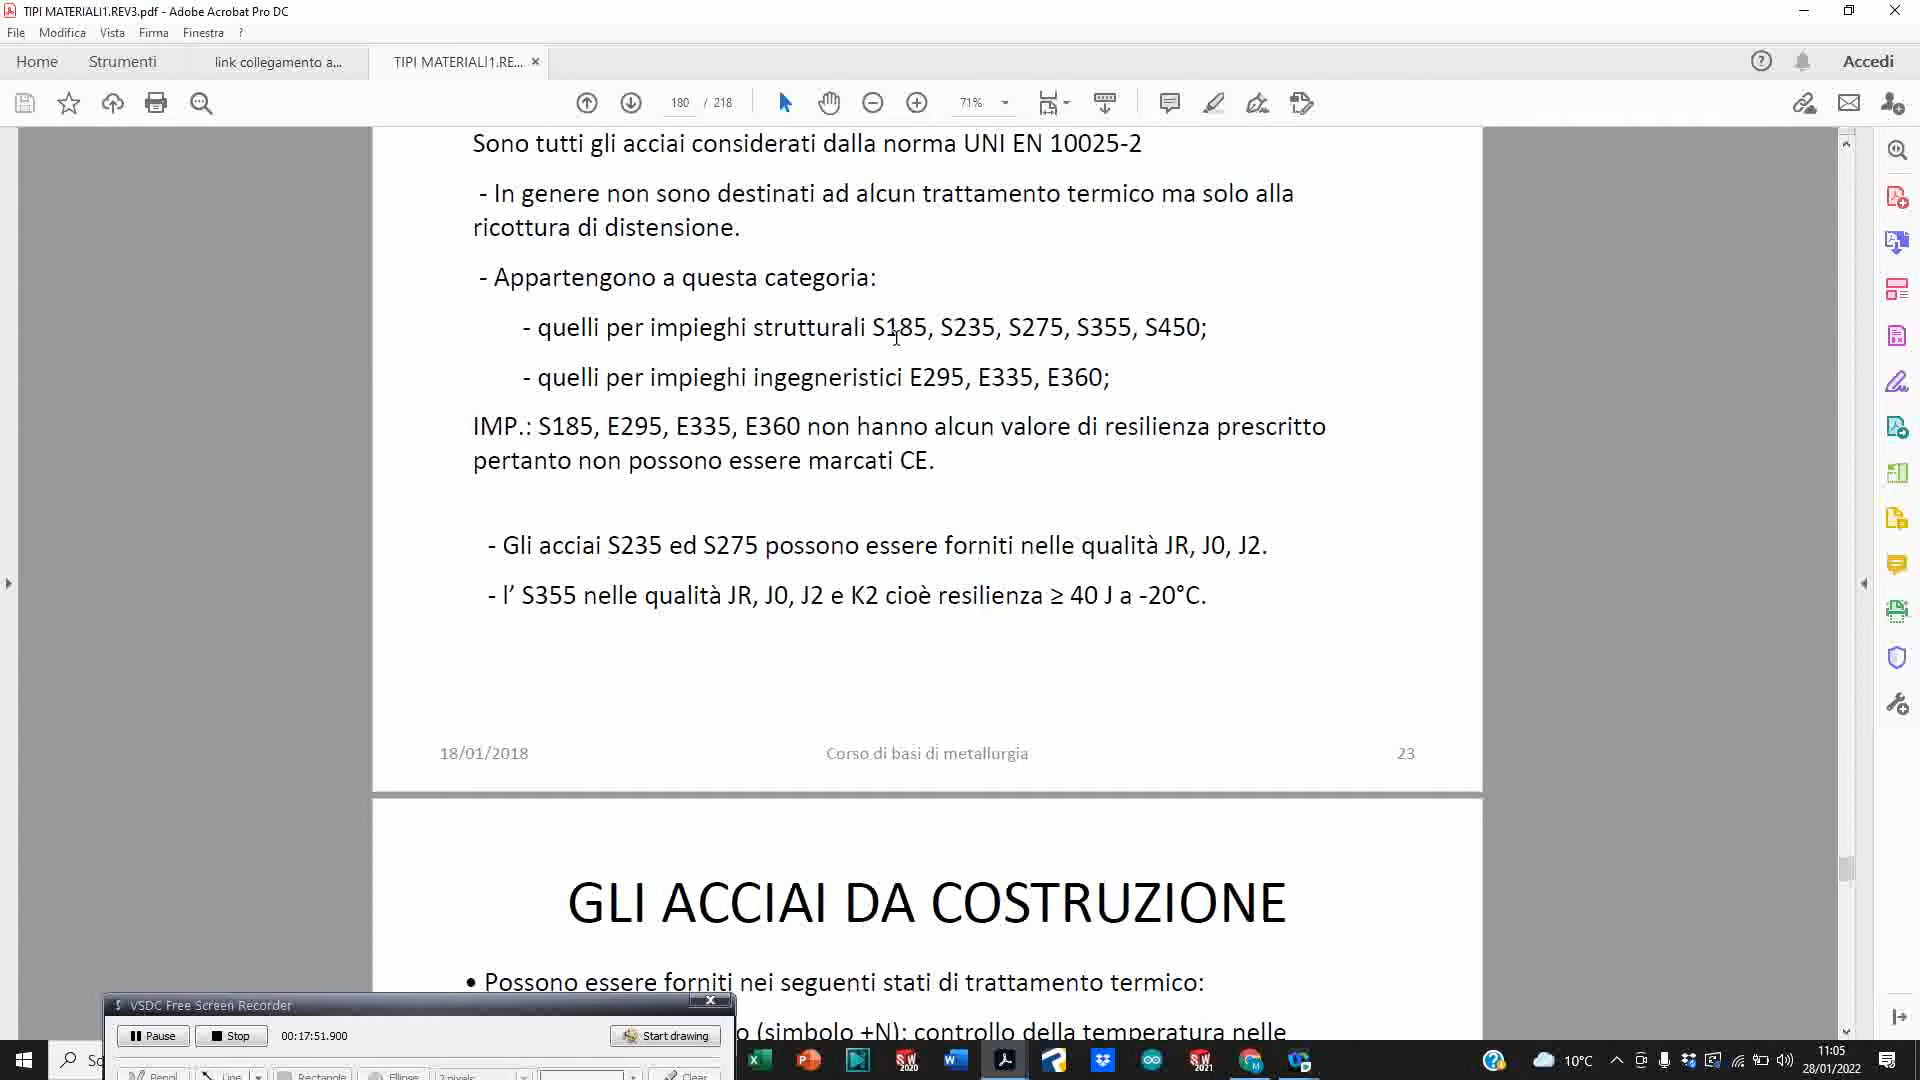 TIPI MATERIALI1.REV3.pdf - Adobe Acrobat Pro DC
File Modifica Vista Firma Finestra ?
Home Strumenti link collegamento a... TIPI MATERIALI1.RE... ×
? Accedi
180 / 218 71%
Sono tutti gli acciai considerati dalla norma UNI EN 10025-2
- In genere non sono destinati ad alcun trattamento termico ma solo alla
ricottura di distensione.
- Appartengono a questa categoria:
- quelli per impieghi strutturali S185, S235, S275, S355, S450;
- quelli per impieghi ingegneristici E295, E335, E360;
IMP.: S185, E295, E335, E360 non hanno alcun valore di resilienza prescritto
pertanto non possono essere marcati CE.
- Gli acciai S235 ed S275 possono essere forniti nelle qualità JR, J0, J2.
- l’ S355 nelle qualità JR, J0, J2 e K2 cioè resilienza ≥ 40 J a -20°C.
18/01/2018 Corso di basi di metallurgia 23
GLI ACCIAI DA COSTRUZIONE
• Possono essere forniti nei seguenti stati di trattamento termico:
o (simbolo +N): controllo della temperatura nelle
VSDC Free Screen Recorder
Pause Stop 00:17:51.900 Start drawing
Pencil Line Rectangle Ellipse 2 pixels Clear
10°C
11:05
28/01/2022